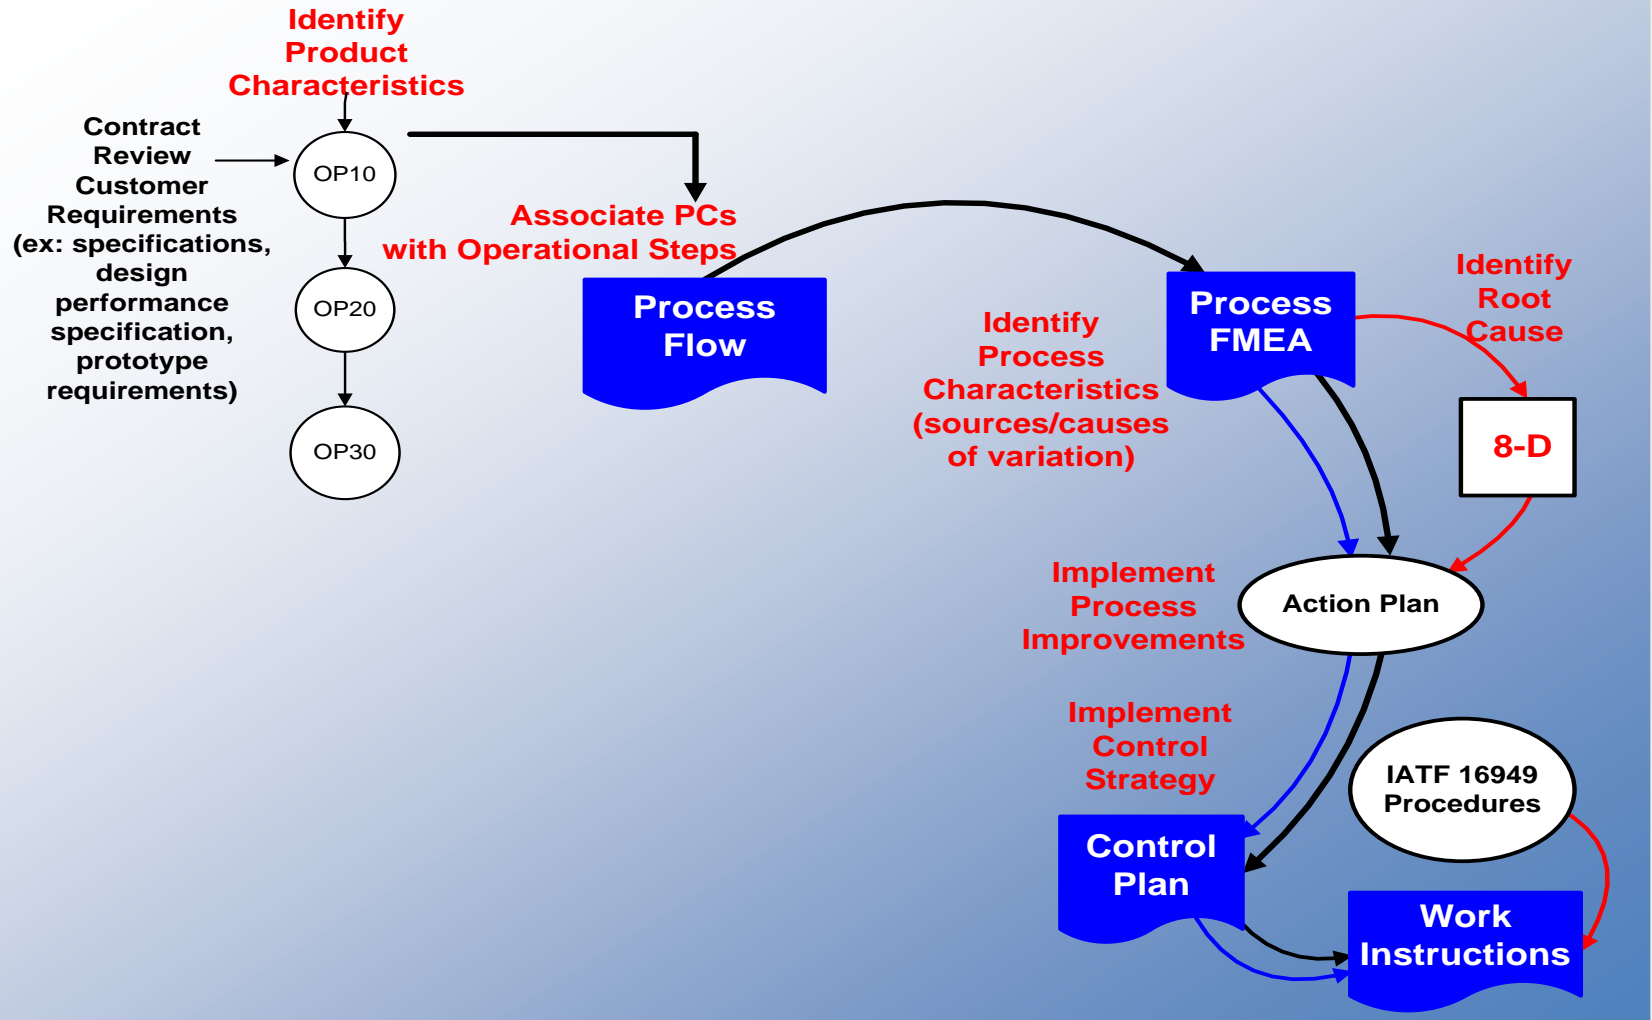 Identify
Product
Characteristics
Contract
Review
Customer
Requirements
(ex: specifications,
design
performance
specification,
prototype
requirements)
OP10
OP20
OP30
Associate PCs
with Operational Steps
Process
Flow
Process
FMEA
Identify
Process
Characteristics
(sources/causes
of variation)
Identify
Root
Cause
8-D
Action Plan
Implement
Process
Improvements
Implement
Control
Strategy
IATF 16949
Procedures
Control
Plan
Work
Instructions